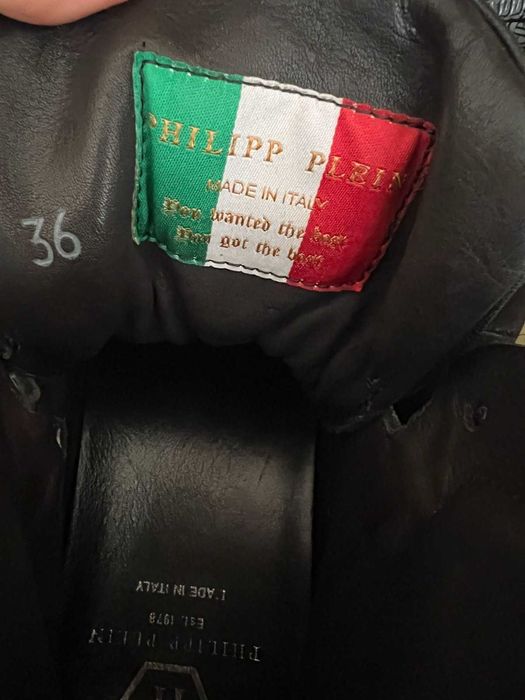 PHILIPP PLEIN
MADE IN ITALY
You wanted the best
You got the best
36
PHILIPP PLEIN
Est. 1978
MADE IN ITALY